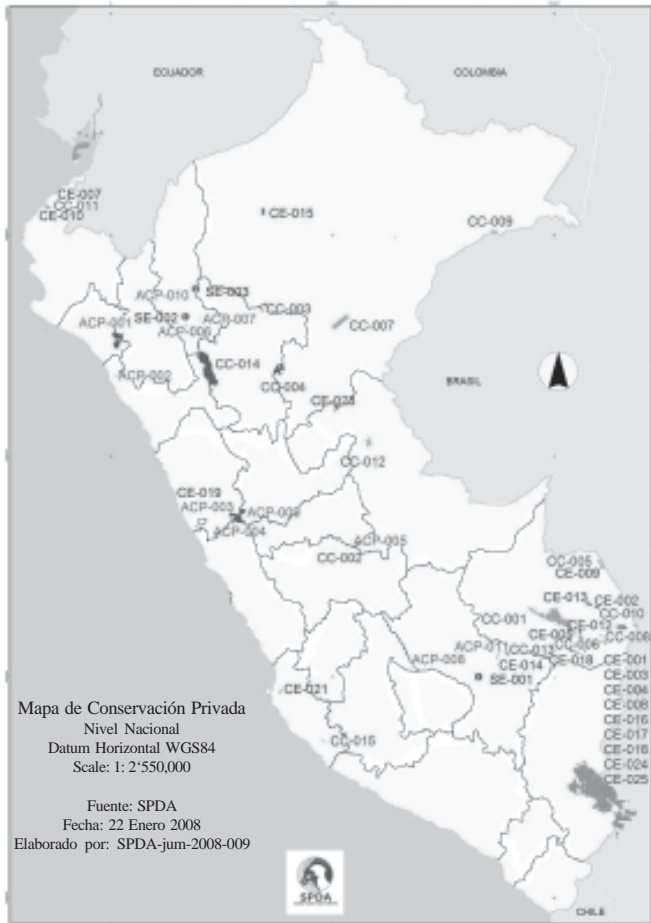 ECUADOR
COLOMBIA
CE-007
CC-011
CE-010
CE-015
CC-009
ACP-010
SE-003
CC-003
ACP-001
SE-002
ACP-007
ACP-006
CC-007
CC-014
ACP-002
CC-004
BRASIL
CC-012
CE-019
ACP-003
ACP-004
ACP-005
CC-002
CC-005
CE-009
CE-013
CE-002
CC-010
CC-001
CE-012
CC-006
CC-008
ACP-011
CC-013
ACP-008
CE-014
CE-018
CE-001
SE-001
CE-003
CE-004
CE-008
CE-016
CE-017
CE-018
CE-024
CE-025
CE-021
CC-015
Mapa de Conservación Privada
Nivel Nacional
Datum Horizontal WGS84
Scale: 1: 2‘550,000
Fuente: SPDA
Fecha: 22 Enero 2008
Elaborado por: SPDA-jum-2008-009
SPDA
CHILE